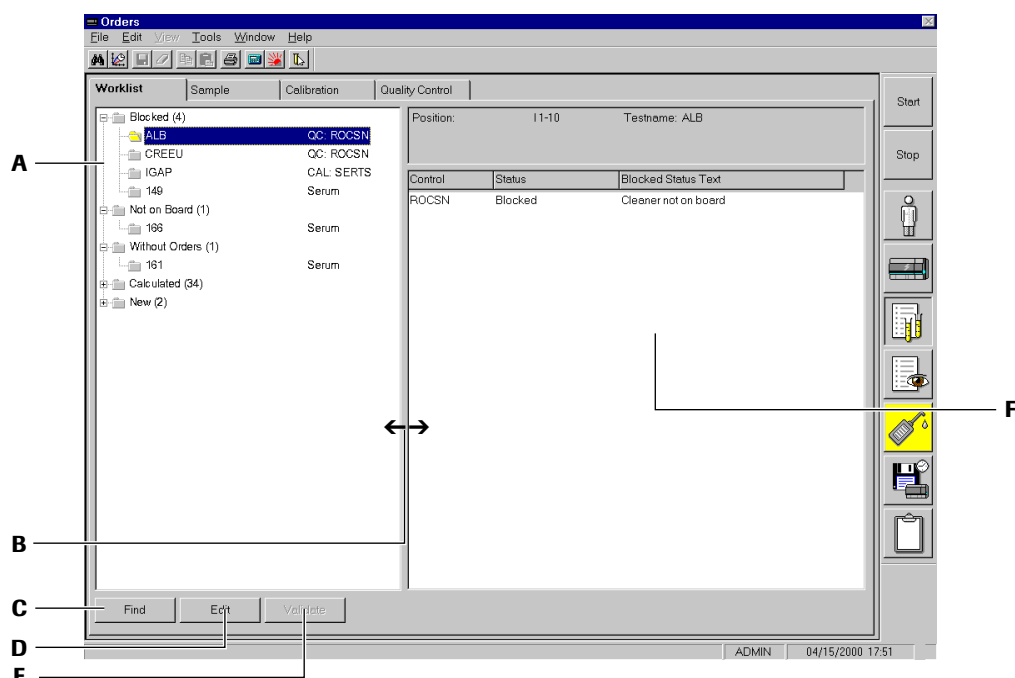 Orders
File Edit View Tools Window Help
Worklist Sample Calibration Quality Control
Start
Stop
Blocked (4)
ALB QC: ROCSN
CREEU QC: ROCSN
IGAP CAL: SERTS
149 Serum
Not on Board (1)
166 Serum
Without Orders (1)
161 Serum
Calculated (34)
New (2)
Position: I1-10 Testname: ALB
Control Status Blocked Status Text
ROCSN Blocked Cleaner not on board
A
F
B
C
D
E
Find Edit Validate
ADMIN 04/15/2000 17:51